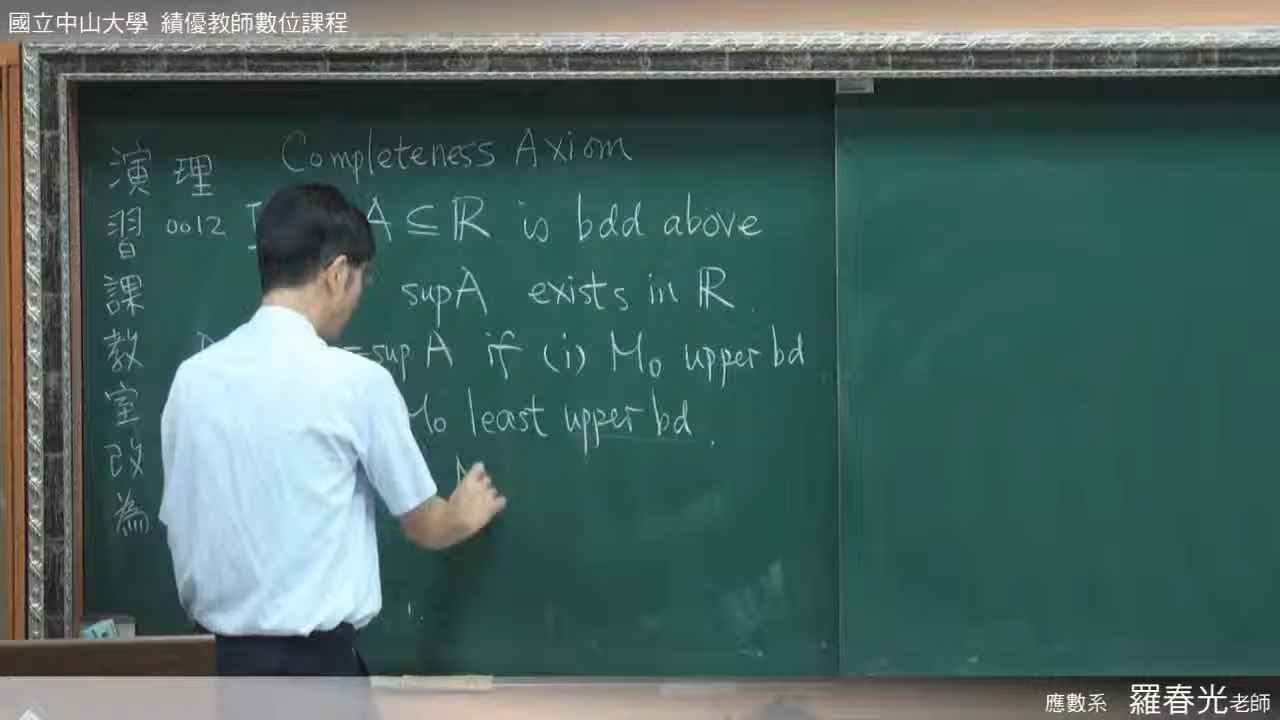 國立中山大學 績優教師數位課程
Completeness Axiom
演習課教室改為
理
0012
A ⊆ ℝ is bdd above
sup A exists in ℝ.
= sup A if (i) M₀ upper bd
M₀ least upper bd.
應數系 羅春光老師